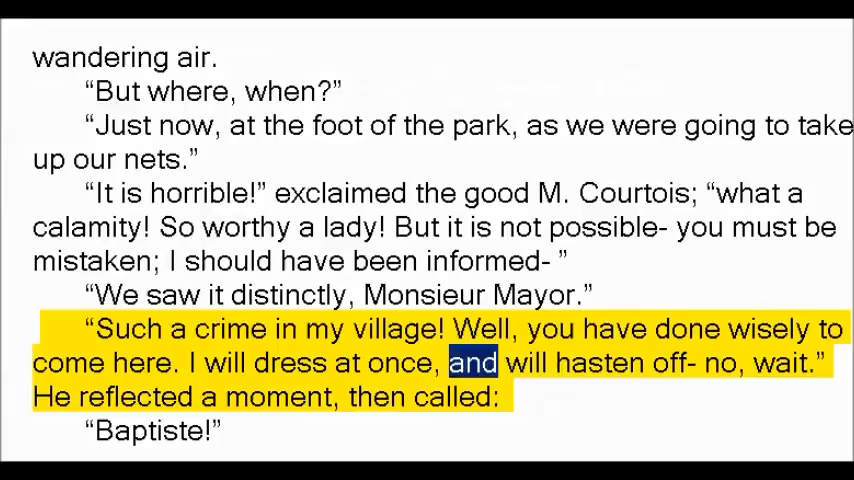 wandering air.
“But where, when?”
“Just now, at the foot of the park, as we were going to take
up our nets.”
“It is horrible!” exclaimed the good M. Courtois; “what a
calamity! So worthy a lady! But it is not possible- you must be
mistaken; I should have been informed- ”
“We saw it distinctly, Monsieur Mayor.”
“Such a crime in my village! Well, you have done wisely to
come here. I will dress at once, and will hasten off- no, wait.”
He reflected a moment, then called:
“Baptiste!”